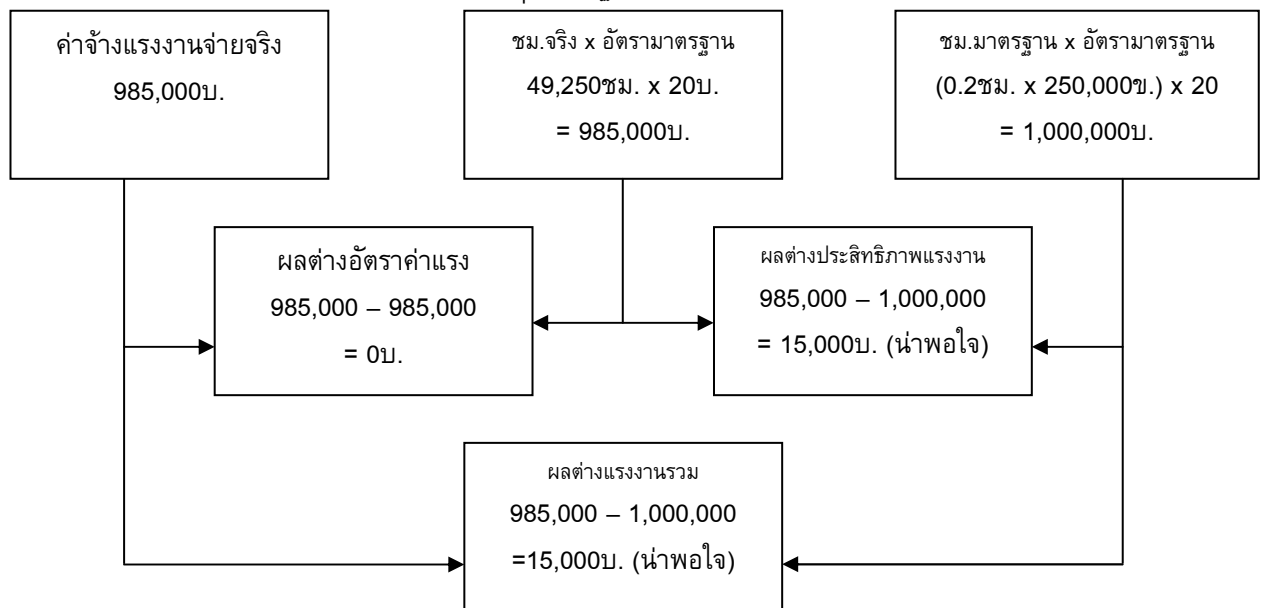 ค่าจ้างแรงงานจ่ายจริง
985,000บ.
ชม.จริง x อัตรามาตรฐาน
49,250ชม. x 20บ.
= 985,000บ.
ชม.มาตรฐาน x อัตรามาตรฐาน
(0.2ชม. x 250,000ข.) x 20
= 1,000,000บ.
ผลต่างอัตราค่าแรง
985,000 – 985,000
= 0บ.
ผลต่างประสิทธิภาพแรงงาน
985,000 – 1,000,000
= 15,000บ. (น่าพอใจ)
ผลต่างแรงงานรวม
985,000 – 1,000,000
=15,000บ. (น่าพอใจ)